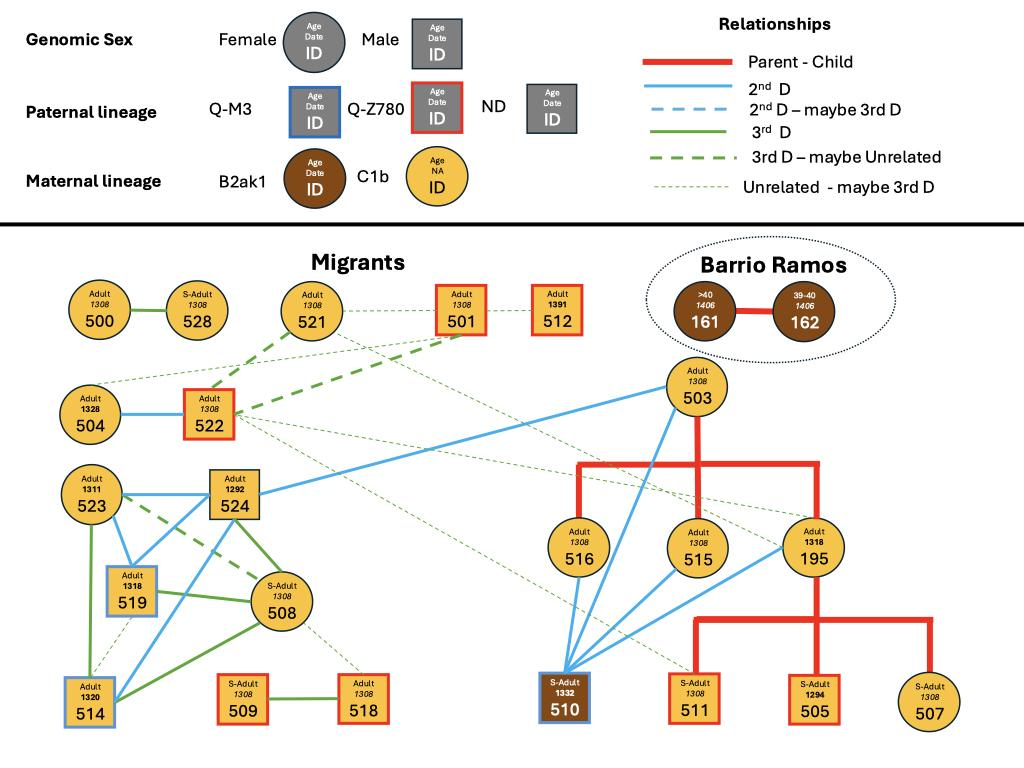 Relationships
Genomic Sex
Female
Age
Date
ID
Male
Age
Date
ID
Parent - Child
2nd D
2nd D – maybe 3rd D
3rd D
3rd D – maybe Unrelated
Unrelated - maybe 3rd D
Paternal lineage
Q-M3
Age
Date
ID
Q-Z780
Age
Date
ID
ND
Age
Date
ID
Maternal lineage
B2ak1
Age
Date
ID
C1b
Age
NA
ID
Migrants
Barrio Ramos
Adult
1308
500
S-Adult
1308
528
Adult
1308
521
Adult
1308
501
Adult
1391
512
>40
1406
161
39-40
1406
162
Adult
1328
504
Adult
1308
522
Adult
1308
503
Adult
1311
523
Adult
1292
524
Adult
1308
516
Adult
1308
515
Adult
1318
195
Adult
1318
519
S-Adult
1308
508
Adult
1320
514
S-Adult
1308
509
Adult
1308
518
S-Adult
1332
510
S-Adult
1308
511
S-Adult
1294
505
S-Adult
1308
507